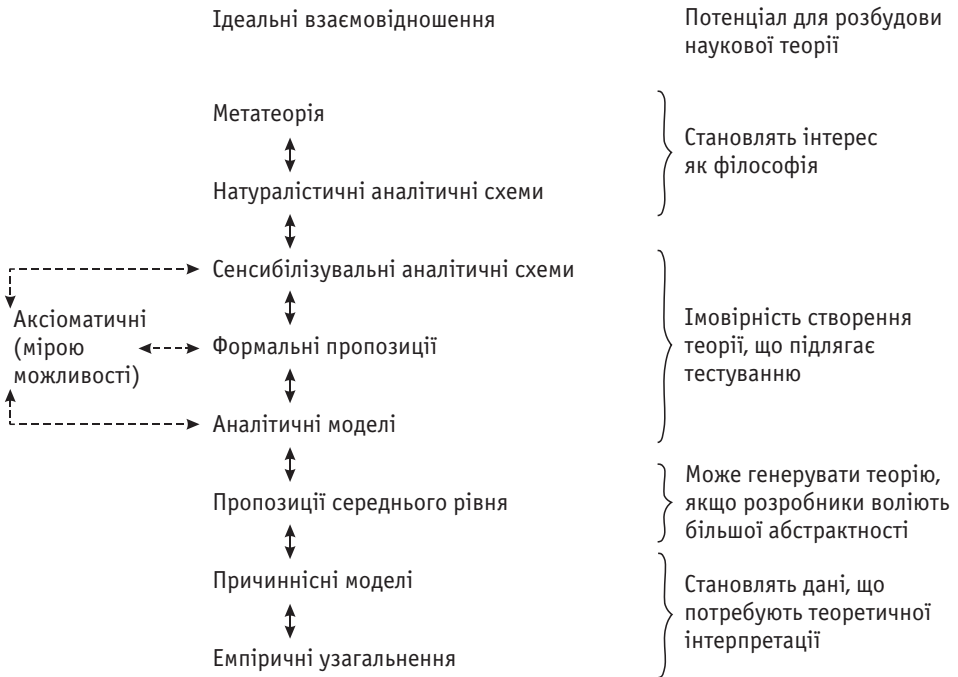 Ідеальні взаємовідношення
Потенціал для розбудови
наукової теорії
Метатеорія
Натуралістичні аналітичні схеми
Становлять інтерес
як філософія
Сенсибілізувальні аналітичні схеми
Аксіоматичні
(мірою
можливості)
Формальні пропозиції
Аналітичні моделі
Імовірність створення
теорії, що підлягає
тестуванню
Пропозиції середнього рівня
Може генерувати теорію,
якщо розробники воліють
більшої абстрактності
Причиннісні моделі
Емпіричні узагальнення
Становлять дані, що
потребують теоретичної
інтерпретації